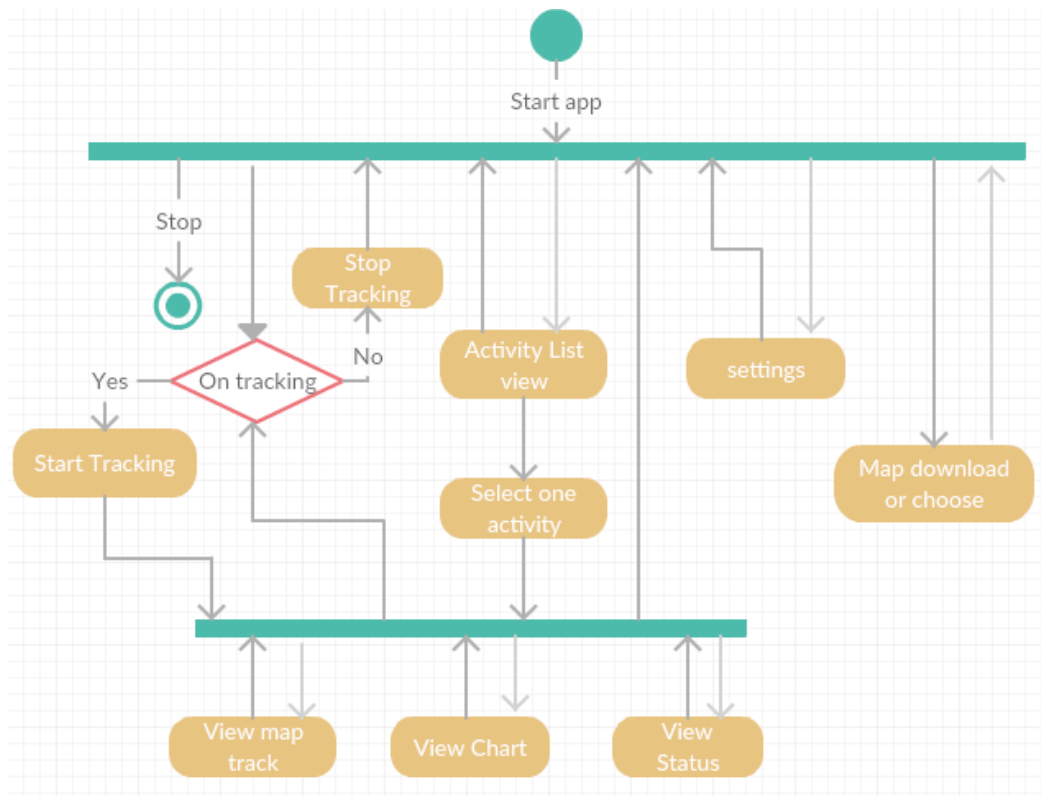 Start app
Stop
Stop
Tracking
No
Yes
On tracking
Activity List
view
settings
Start Tracking
Select one
activity
Map download
or choose
View map
track
View Chart
View
Status